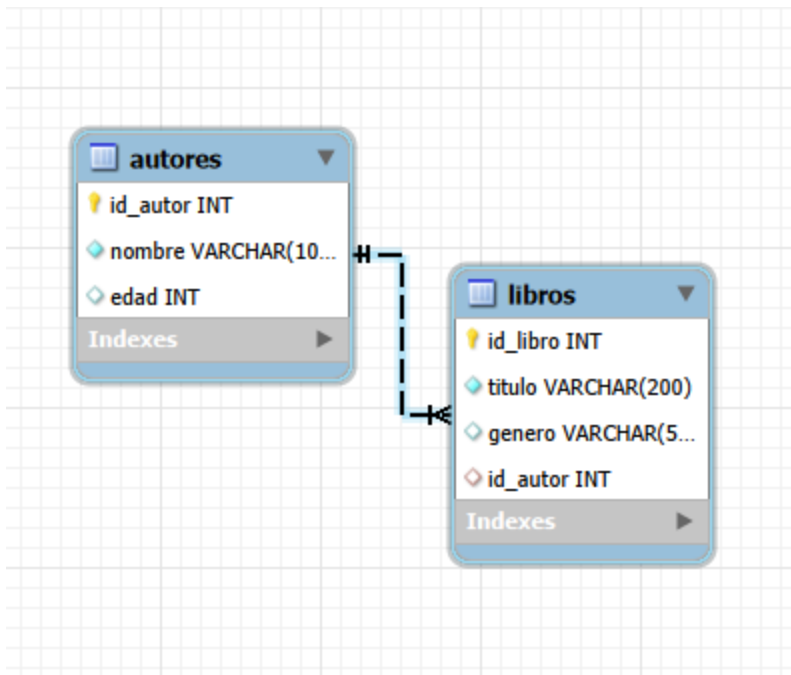 autores
id_autor INT
nombre VARCHAR(10...
edad INT
Indexes
libros
id_libro INT
titulo VARCHAR(200)
genero VARCHAR(5...
id_autor INT
Indexes